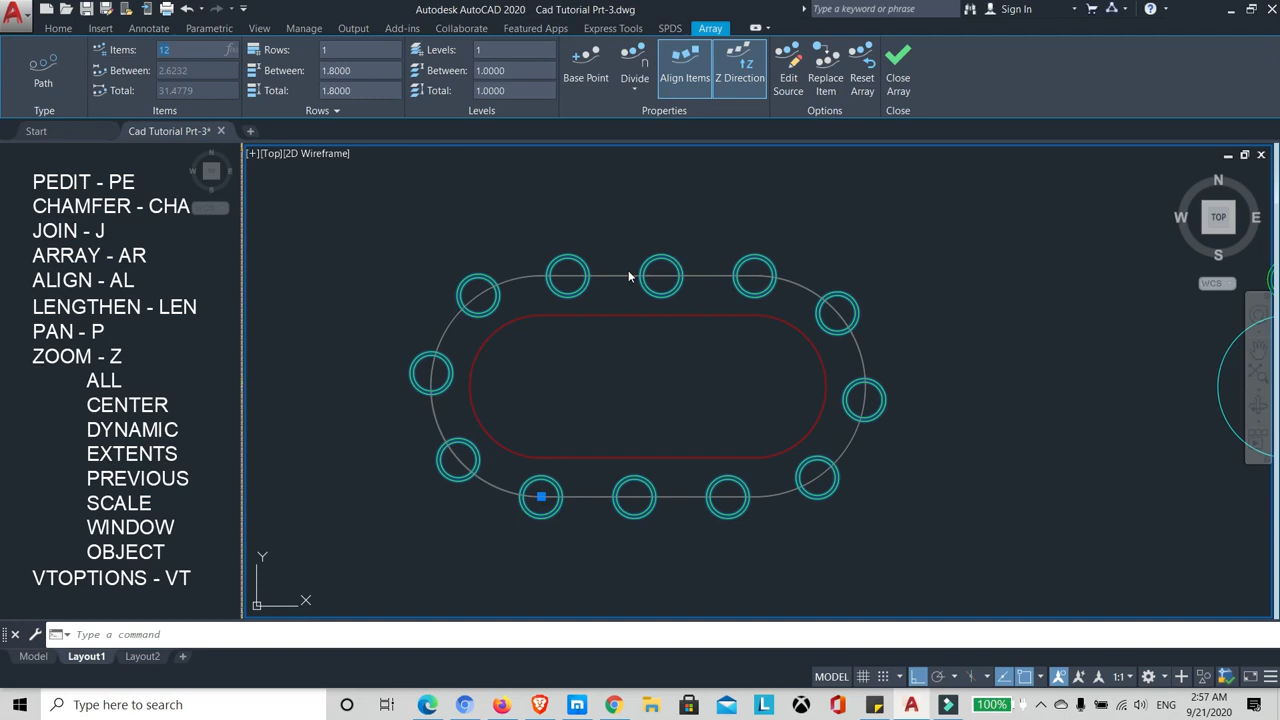 Autodesk AutoCAD 2020 Cad Tutorial Prt-3.dwg
Type a keyword or phrase
Sign In
Home Insert Annotate Parametric View Manage Output Add-ins Collaborate Featured Apps Express Tools SPDS Array
Items: 12 Rows: 1 Levels: 1
Between: 2.6232 Between: 1.8000 Between: 1.0000
Total: 31.4779 Total: 1.8000 Total: 1.0000
Path
Base Point Divide Align Items Z Direction
Edit Source Replace Item Reset Array Close Array
Type Items Rows Levels Properties Options Close
Start Cad Tutorial Prt-3*
[+][Top][2D Wireframe]
PEDIT - PE
CHAMFER - CHA
JOIN - J
ARRAY - AR
ALIGN - AL
LENGTHEN - LEN
PAN - P
ZOOM - Z
ALL
CENTER
DYNAMIC
EXTENTS
PREVIOUS
SCALE
WINDOW
OBJECT
VTOPTIONS - VT
N
W TOP E
S
WCS
Y
X
Type a command
Model Layout1 Layout2
MODEL 1:1
Type here to search
100%
ENG
2:57 AM
9/21/2020